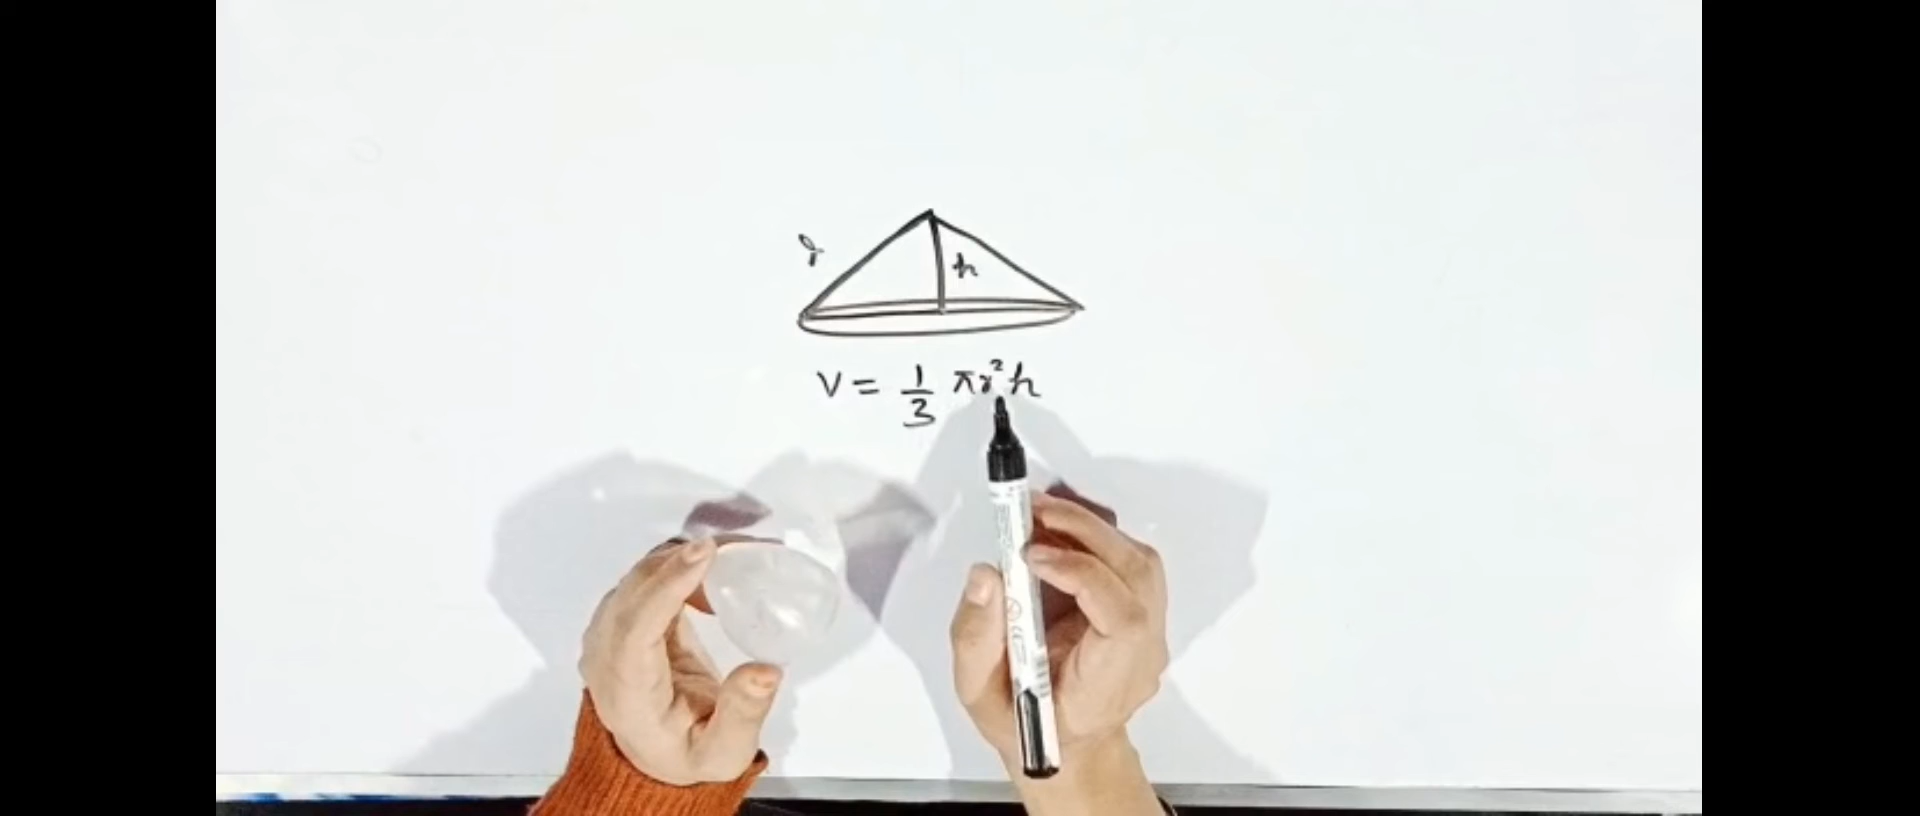 h
V = 1/3 πr²h